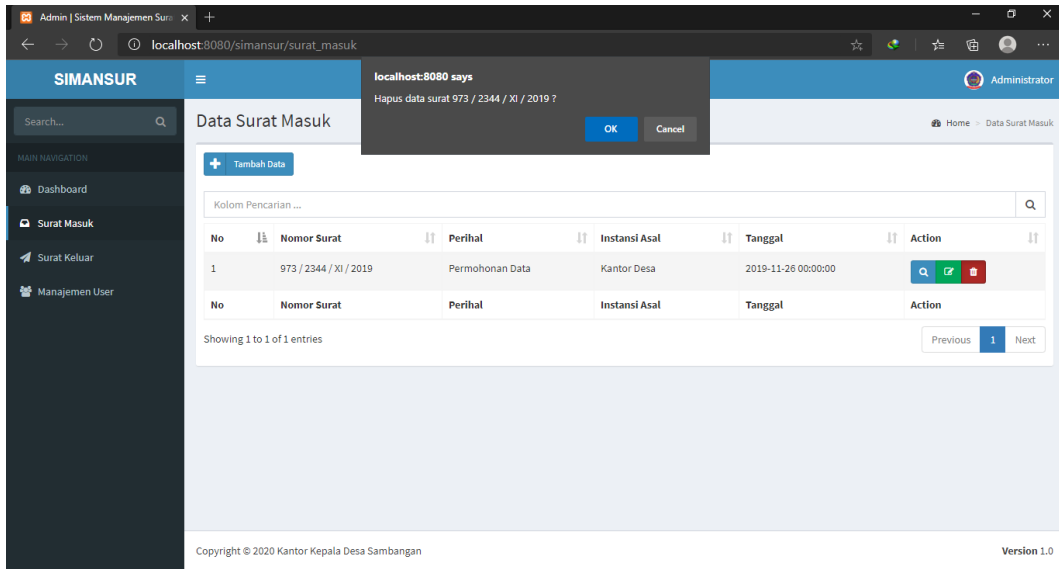 Admin | Sistem Manajemen Sura
localhost:8080/simansur/surat_masuk
SIMANSUR
localhost:8080 says
Hapus data surat 973 / 2344 / XI / 2019 ?
OK Cancel
Administrator
Search...
MAIN NAVIGATION
Dashboard
Surat Masuk
Surat Keluar
Manajemen User
Data Surat Masuk
Home > Data Surat Masuk
Tambah Data
Kolom Pencarian ...
No Nomor Surat Perihal Instansi Asal Tanggal Action
1 973 / 2344 / XI / 2019 Permohonan Data Kantor Desa 2019-11-26 00:00:00
No Nomor Surat Perihal Instansi Asal Tanggal Action
Showing 1 to 1 of 1 entries
Previous 1 Next
Copyright © 2020 Kantor Kepala Desa Sambangan
Version 1.0